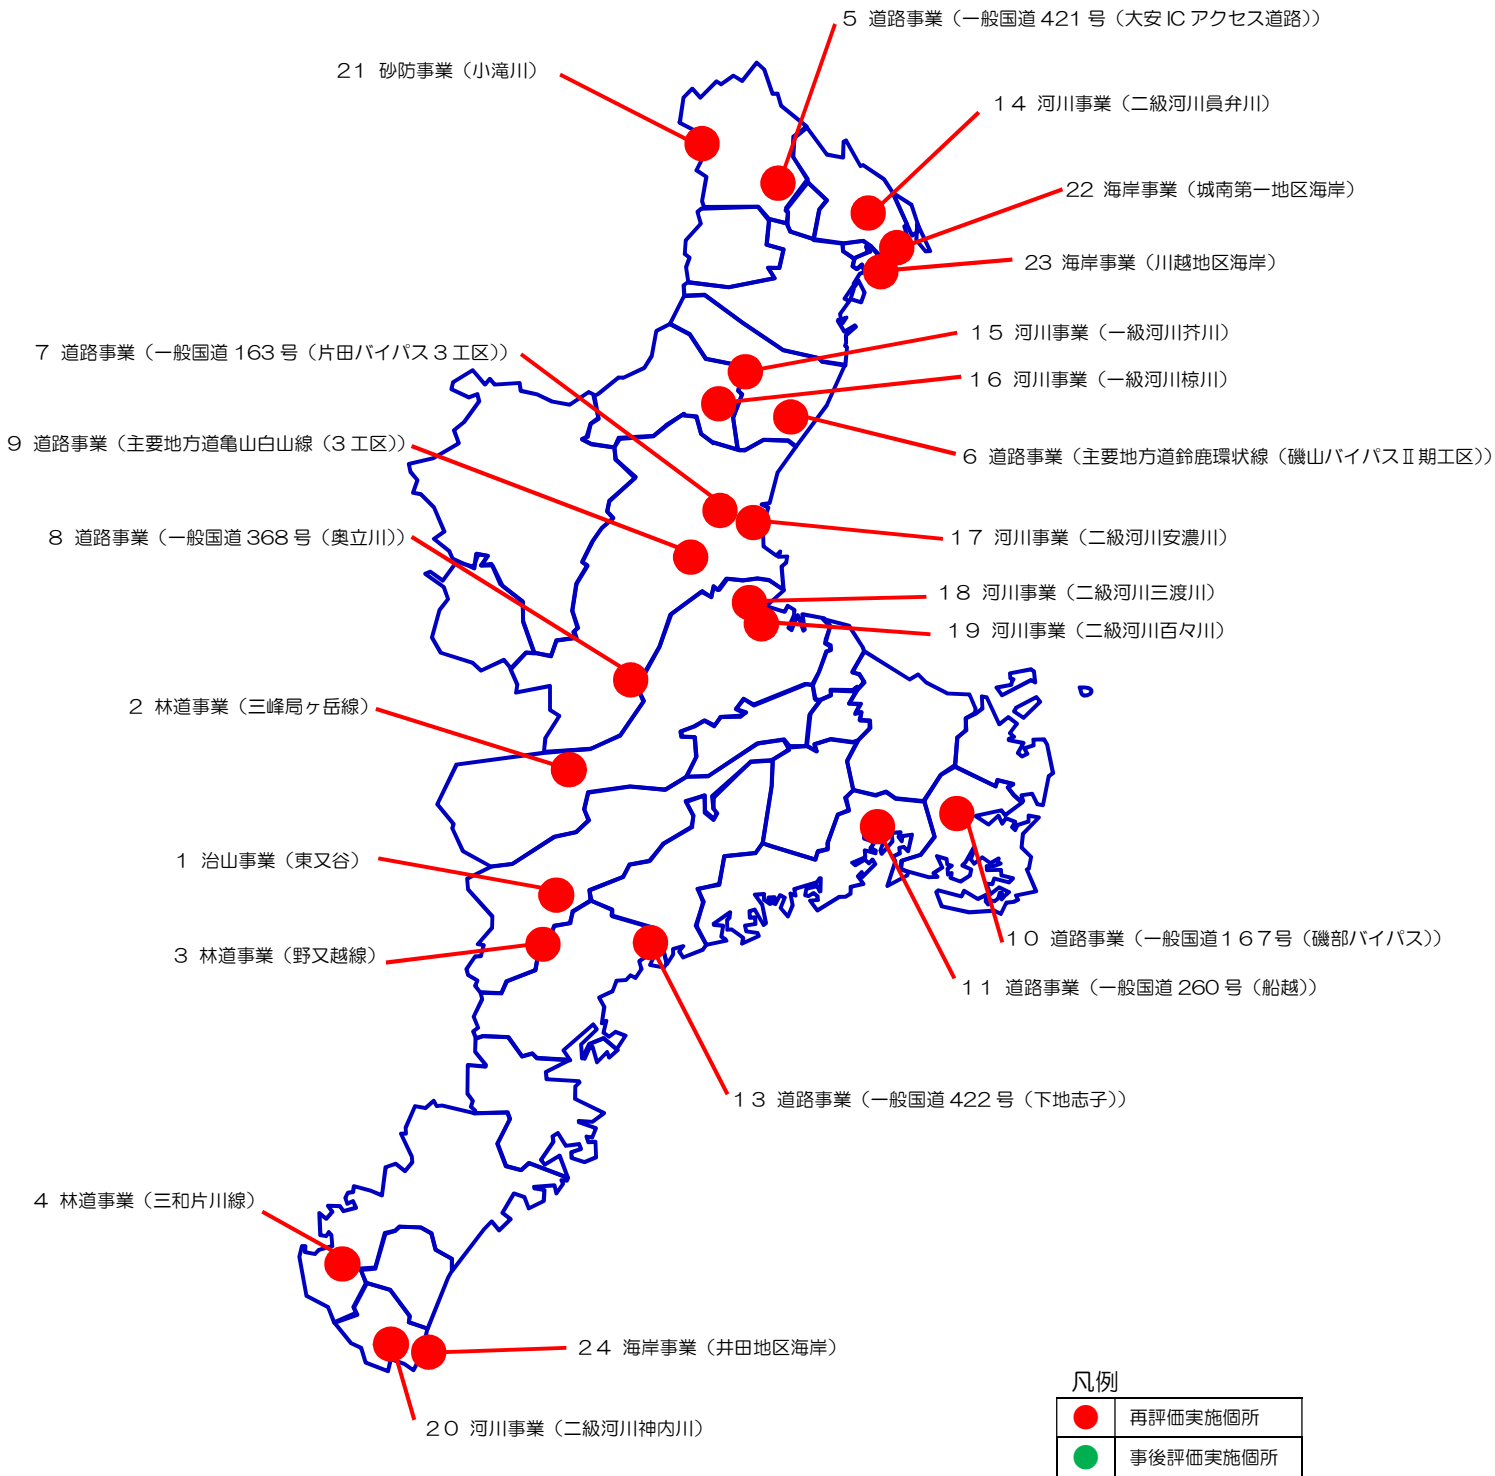 5 道路事業（一般国道 421 号（大安 IC アクセス道路））
21 砂防事業（小滝川）
14 河川事業（二級河川員弁川）
22 海岸事業（城南第一地区海岸）
23 海岸事業（川越地区海岸）
15 河川事業（一級河川芥川）
7 道路事業（一般国道 163 号（片田バイパス３工区））
16 河川事業（一級河川椋川）
9 道路事業（主要地方道亀山白山線（３工区））
6 道路事業（主要地方道鈴鹿環状線（磯山バイパスⅡ期工区））
8 道路事業（一般国道 368 号（奥立川））
17 河川事業（二級河川安濃川）
18 河川事業（二級河川三渡川）
19 河川事業（二級河川百々川）
2 林道事業（三峰局ヶ岳線）
1 治山事業（東又谷）
10 道路事業（一般国道１６７号（磯部バイパス））
3 林道事業（野又越線）
11 道路事業（一般国道 260 号（船越））
13 道路事業（一般国道 422 号（下地志子））
4 林道事業（三和片川線）
24 海岸事業（井田地区海岸）
20 河川事業（二級河川神内川）
凡例
再評価実施個所
事後評価実施個所